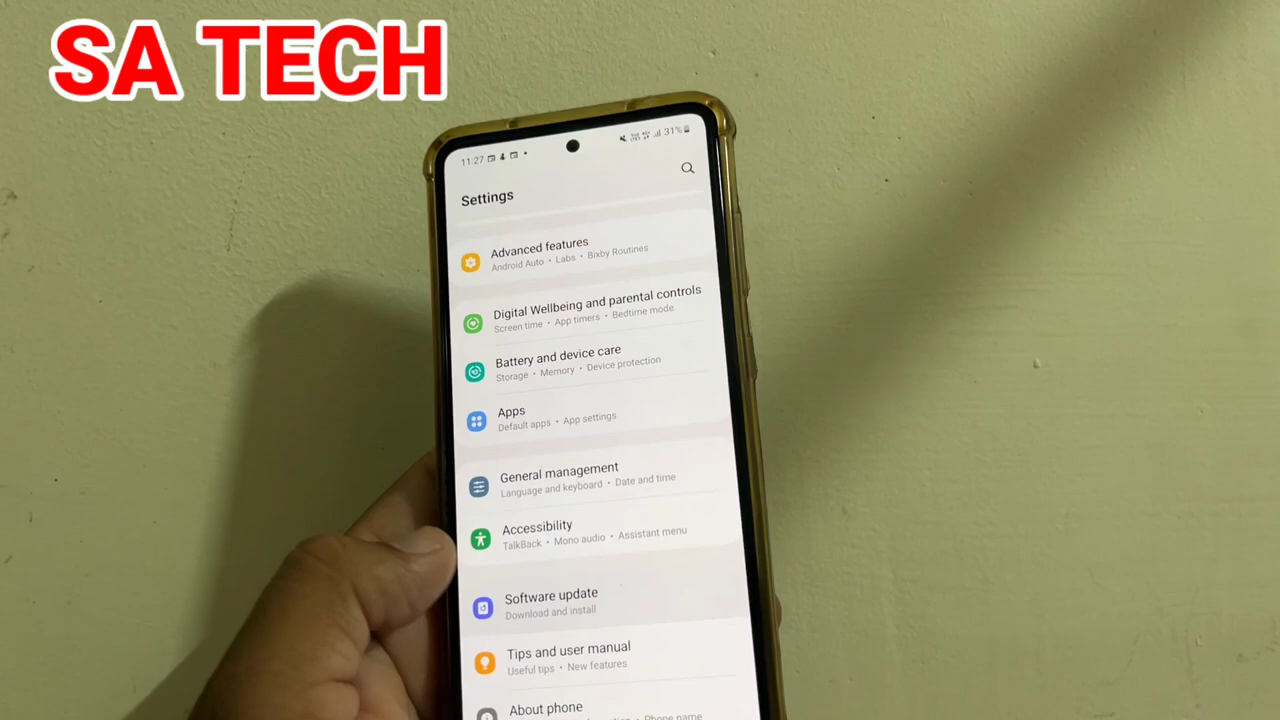 SA TECH
11:27
31%
Settings
Advanced features
Android Auto • Labs • Bixby Routines
Digital Wellbeing and parental controls
Screen time • App timers • Bedtime mode
Battery and device care
Storage • Memory • Device protection
Apps
Default apps • App settings
General management
Language and keyboard • Date and time
Accessibility
TalkBack • Mono audio • Assistant menu
Software update
Download and install
Tips and user manual
Useful tips • New features
About phone
• Phone name